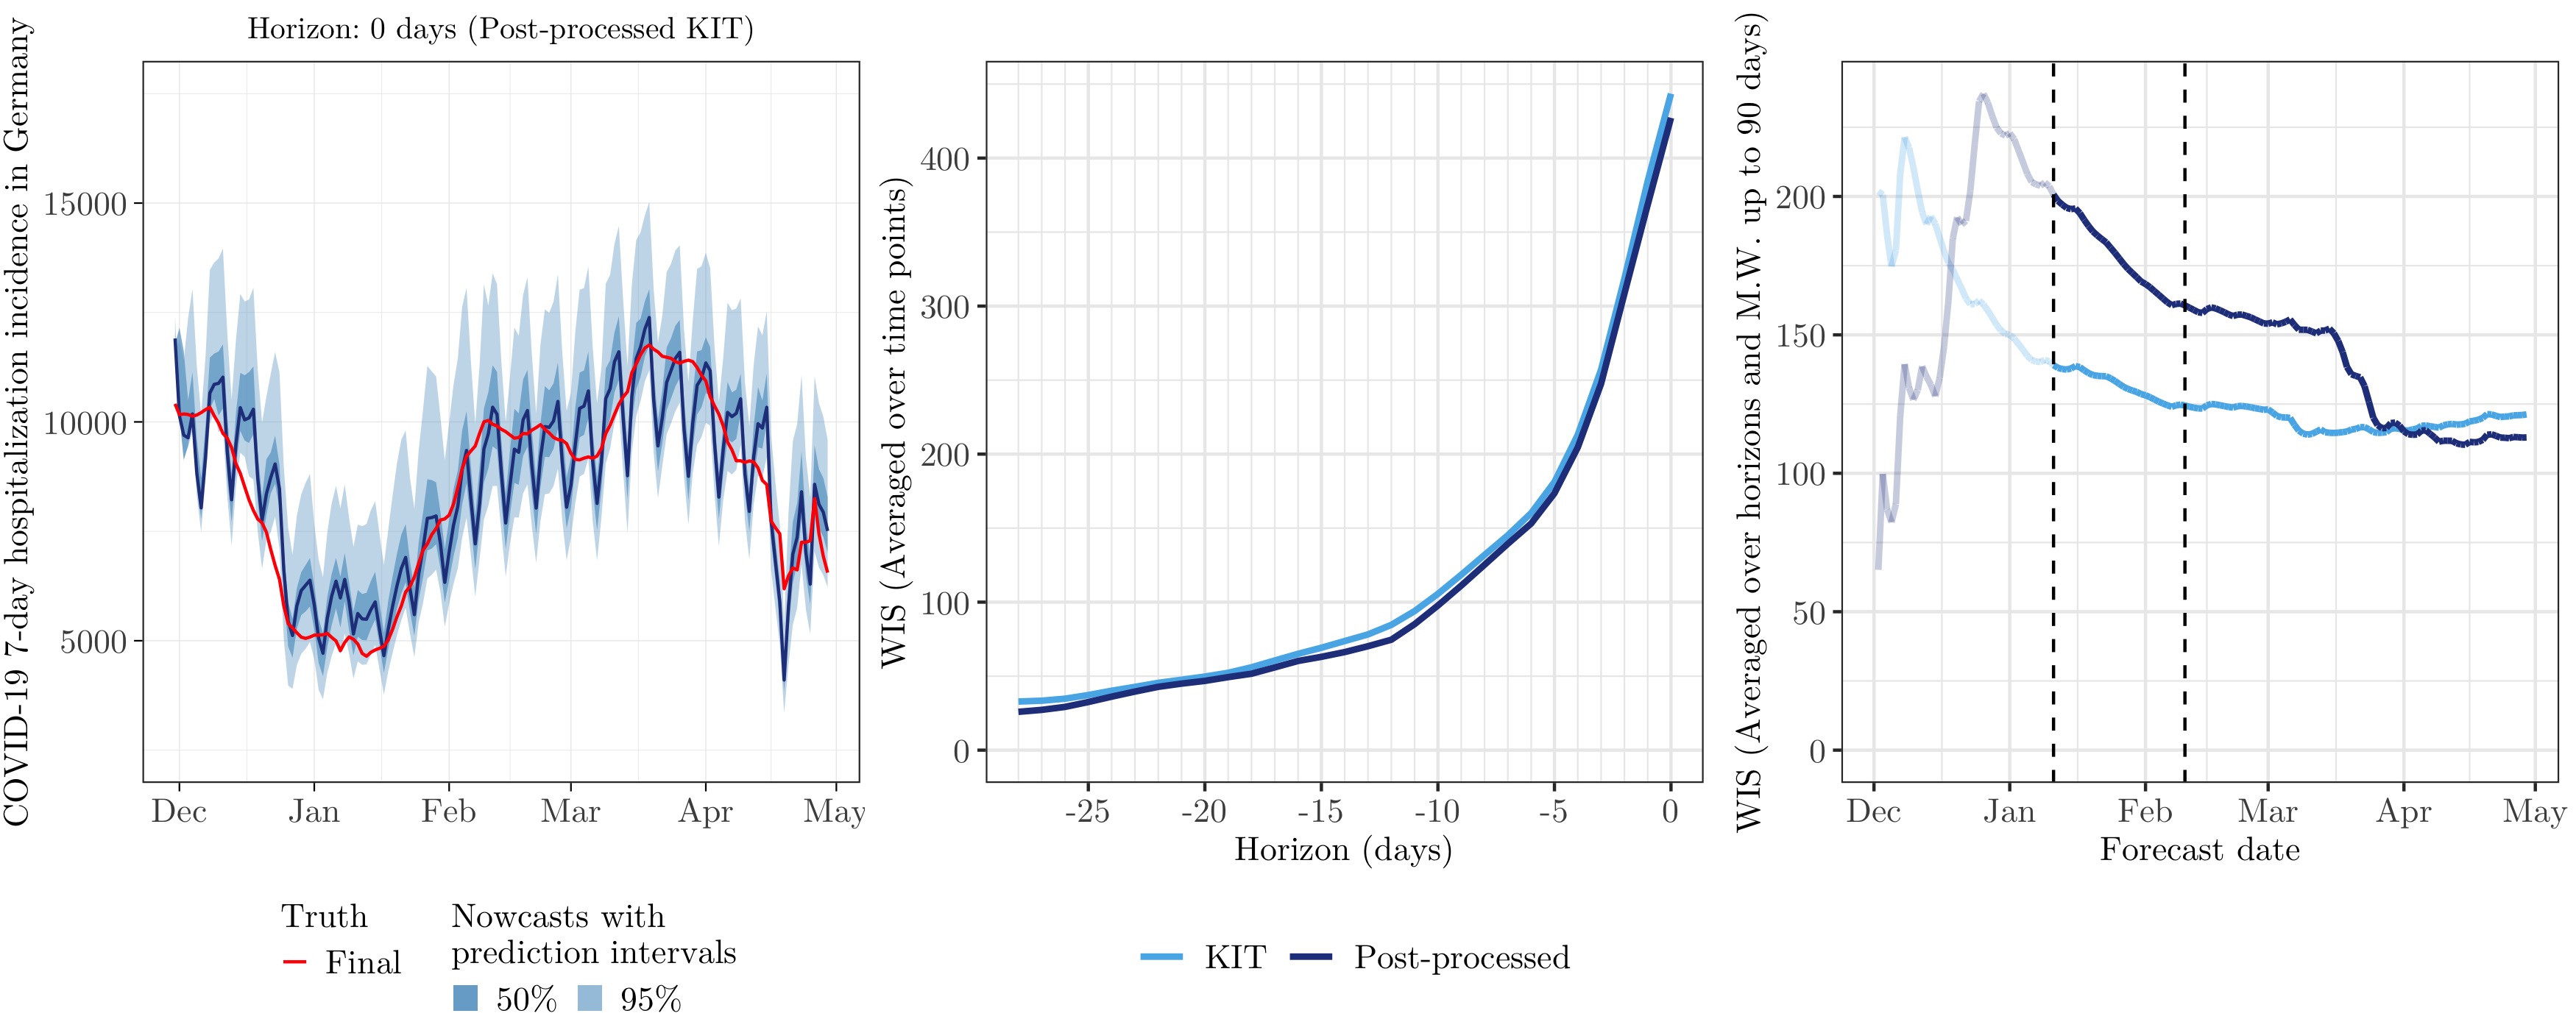 Horizon: 0 days (Post-processed KIT)
COVID-19 7-day hospitalization incidence in Germany
15000
10000
5000
Dec Jan Feb Mar Apr May
Truth
Final
Nowcasts with
prediction intervals
50% 95%
WIS (Averaged over time points)
400
300
200
100
0
-25 -20 -15 -10 -5 0
Horizon (days)
KIT Post-processed
WIS (Averaged over horizons and M.W. up to 90 days)
200
150
100
50
0
Dec Jan Feb Mar Apr May
Forecast date